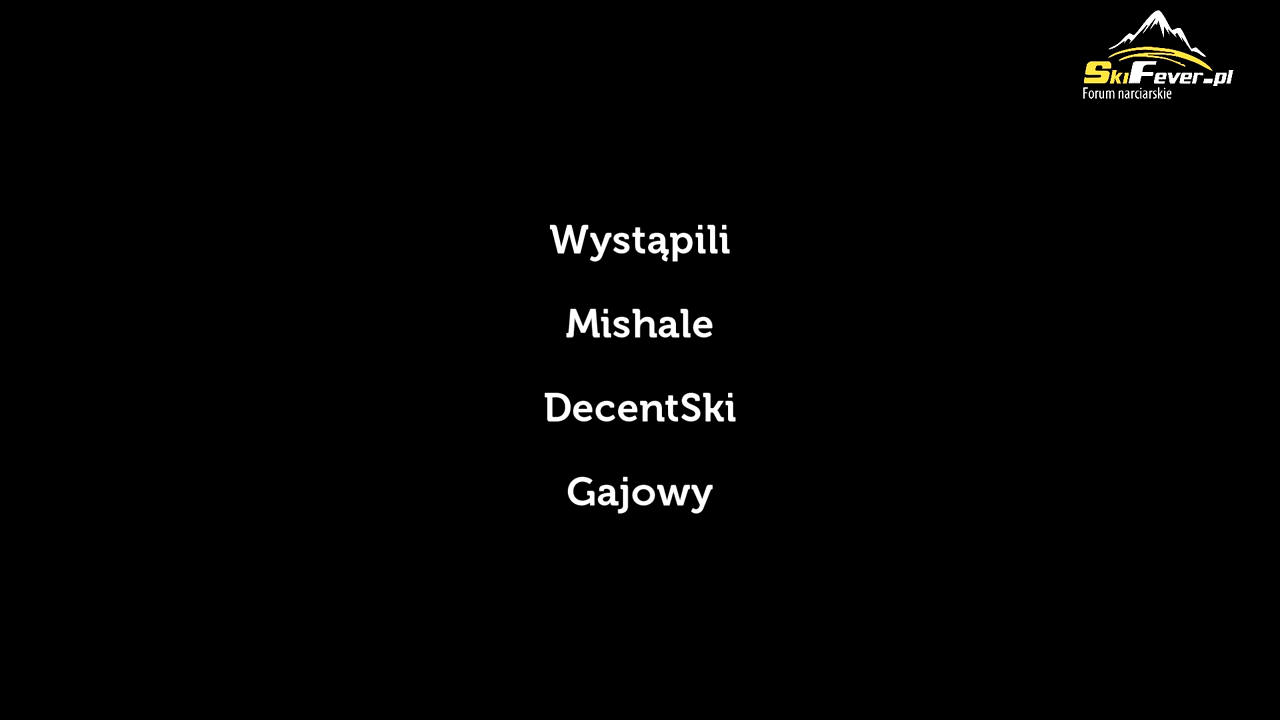 SkiFever.pl
Forum narciarskie
Wystąpili
Mishale
DecentSki
Gajowy